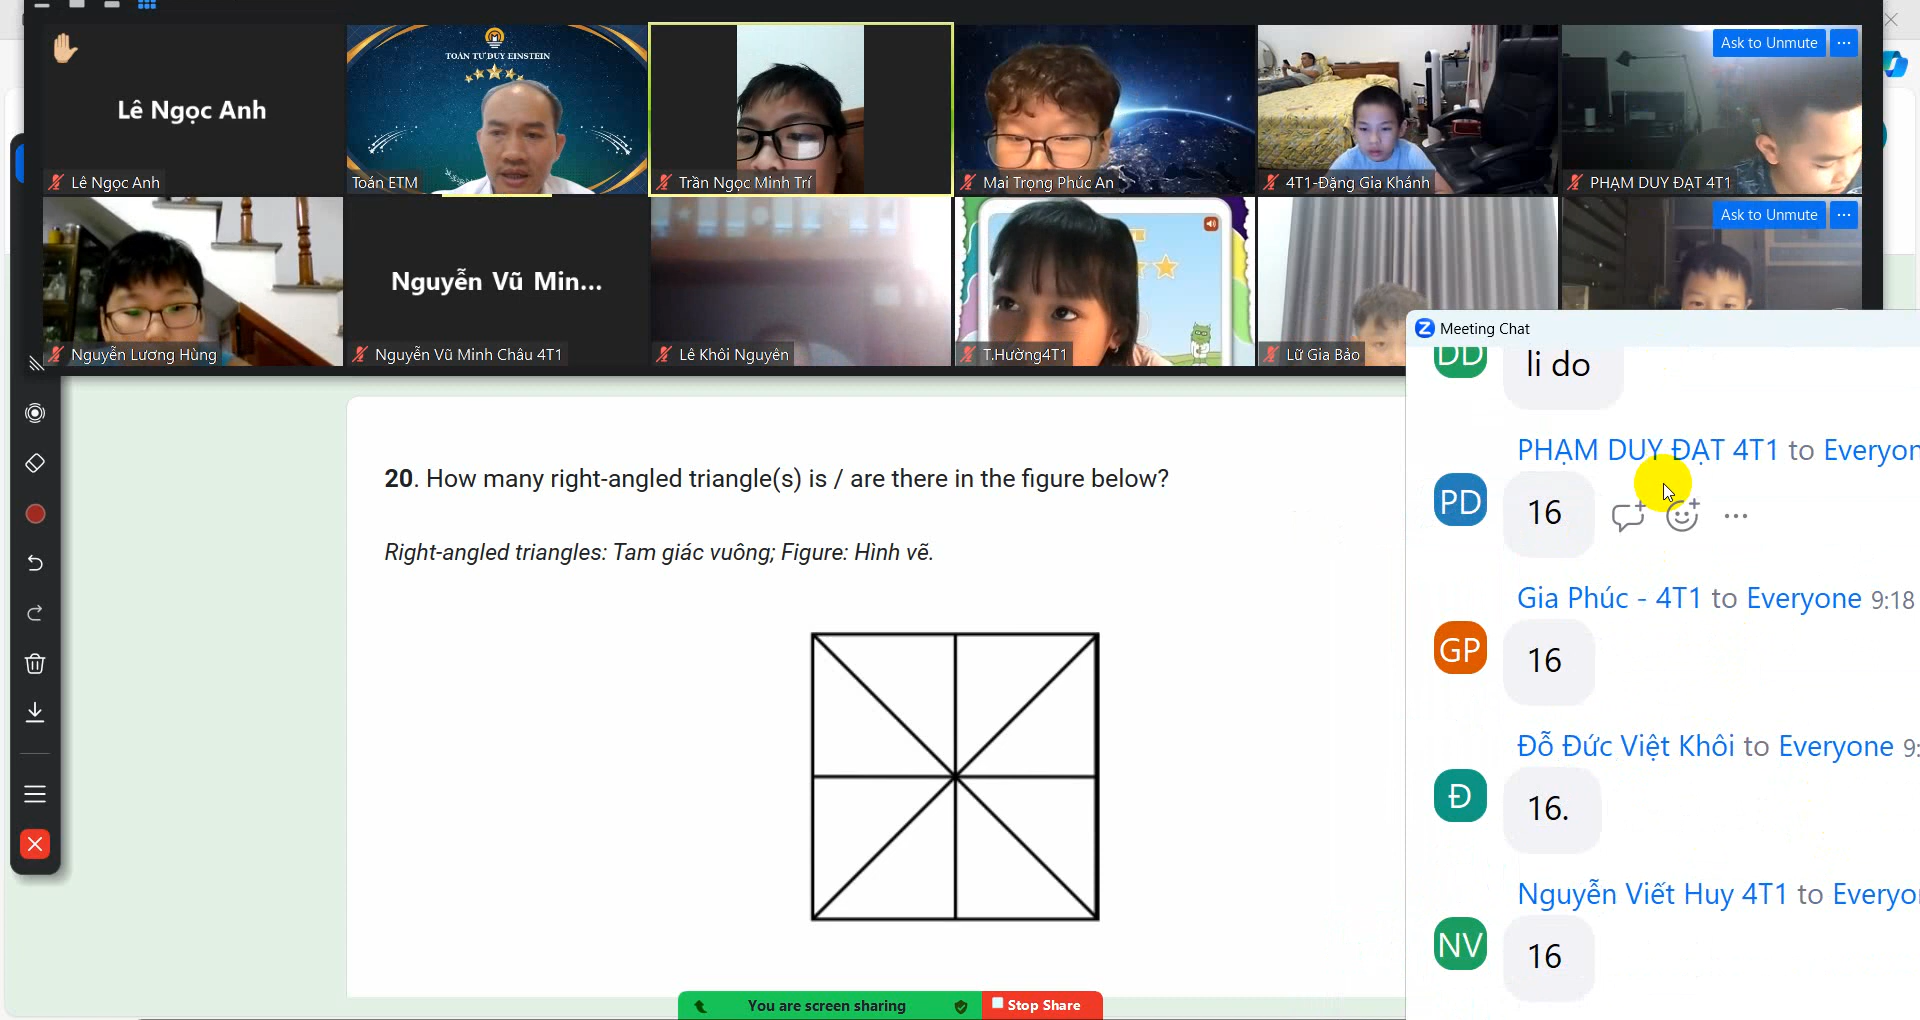 Lê Ngọc Anh
Lê Ngọc Anh
TOÁN TƯ DUY EINSTEIN
Toán ETM
Trần Ngọc Minh Trí
Mai Trọng Phúc An
4T1-Đặng Gia Khánh
Ask to Unmute
PHẠM DUY ĐẠT 4T1
Nguyễn Lương Hùng
Nguyễn Vũ Min...
Nguyễn Vũ Minh Châu 4T1
Lê Khôi Nguyên
T.Hường4T1
Lữ Gia Bảo
Ask to Unmute
Meeting Chat
DD
li do
PHẠM DUY ĐẠT 4T1 to Everyon
PD
16
Gia Phúc - 4T1 to Everyone 9:18
GP
16
Đỗ Đức Việt Khôi to Everyone 9:
Đ
16.
Nguyễn Viết Huy 4T1 to Everyo
NV
16
20. How many right-angled triangle(s) is / are there in the figure below?
Right-angled triangles: Tam giác vuông; Figure: Hình vẽ.
You are screen sharing
Stop Share